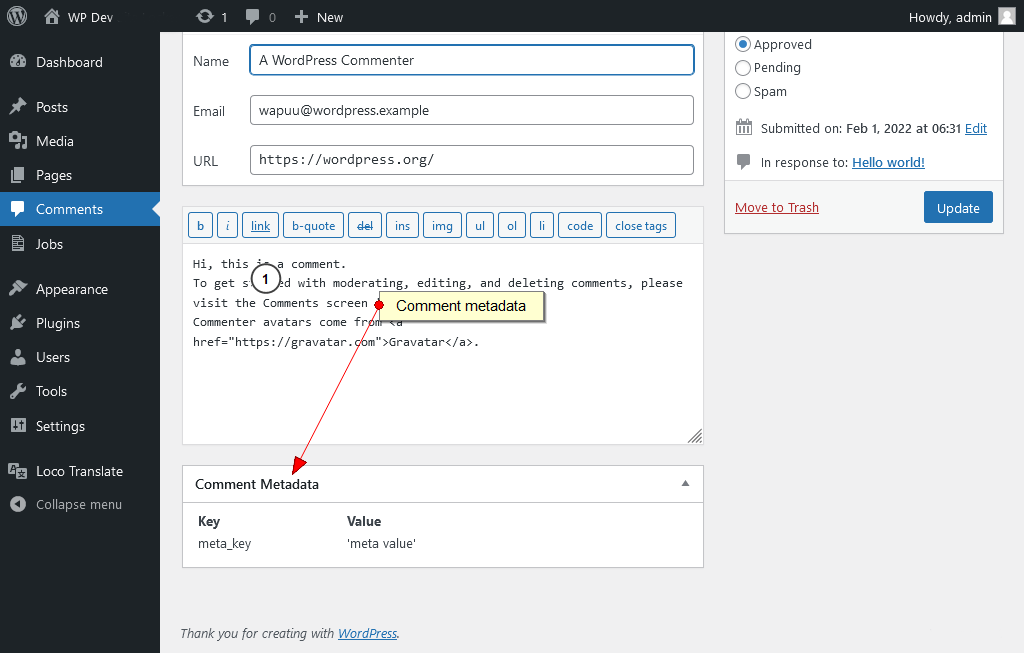 WP Dev
1
0
New
Howdy, admin
Dashboard
Posts
Media
Pages
Comments
Jobs
Appearance
Plugins
Users
Tools
Settings
Loco Translate
Collapse menu
Name
A WordPress Commenter
Email
wapuu@wordpress.example
URL
https://wordpress.org/
b i link b-quote del ins img ul ol li code close tags
Hi, this is a comment.
To get with moderating, editing, and deleting comments, please
visit the Comments screen
Commenter avatars come from <a
href="https://gravatar.com">Gravatar</a>.
1
Comment metadata
Comment Metadata
Key Value
meta_key 'meta value'
Approved
Pending
Spam
Submitted on: Feb 1, 2022 at 06:31 Edit
In response to: Hello world!
Move to Trash
Update
Thank you for creating with WordPress.